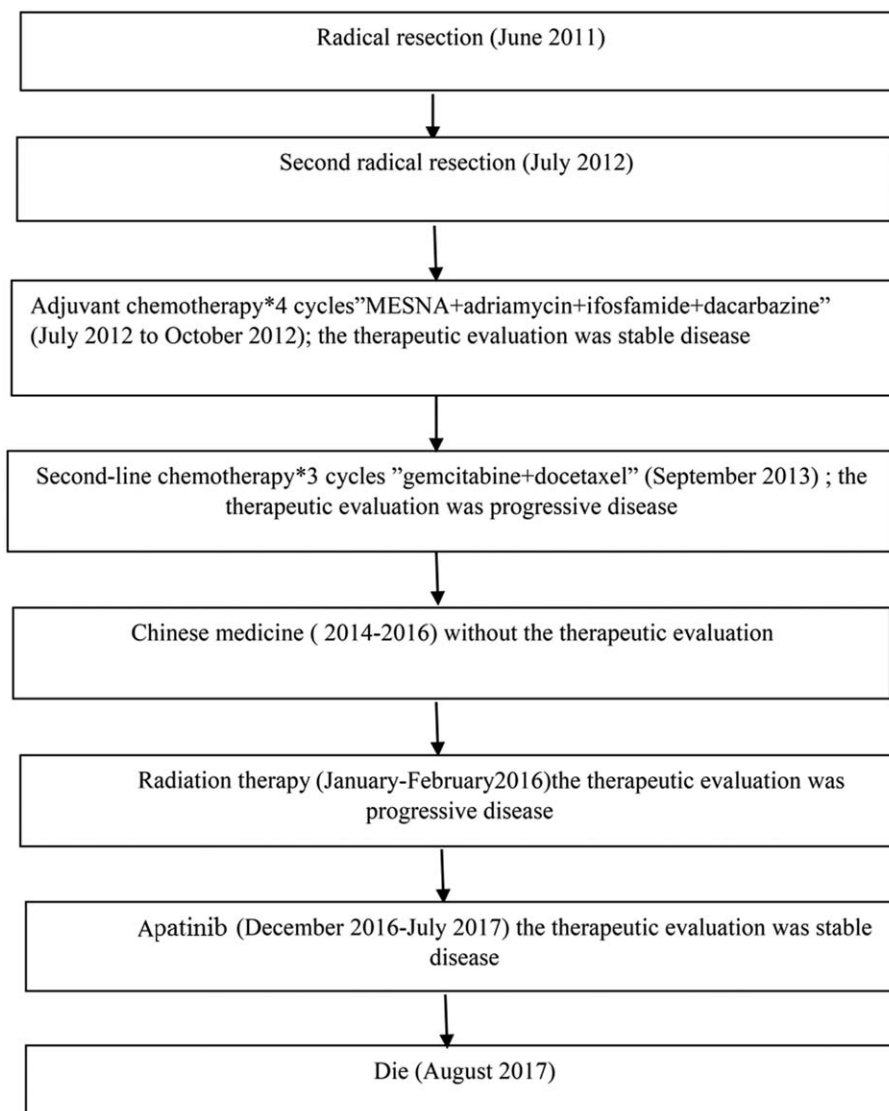 Radical resection (June 2011)
Second radical resection (July 2012)
Adjuvant chemotherapy*4 cycles”MESNA+adriamycin+ifosfamide+dacarbazine”
(July 2012 to October 2012); the therapeutic evaluation was stable disease
Second-line chemotherapy*3 cycles ”gemcitabine+docetaxel” (September 2013) ; the
therapeutic evaluation was progressive disease
Chinese medicine ( 2014-2016) without the therapeutic evaluation
Radiation therapy (January-February2016)the therapeutic evaluation was
progressive disease
Apatinib (December 2016-July 2017) the therapeutic evaluation was stable
disease
Die (August 2017)